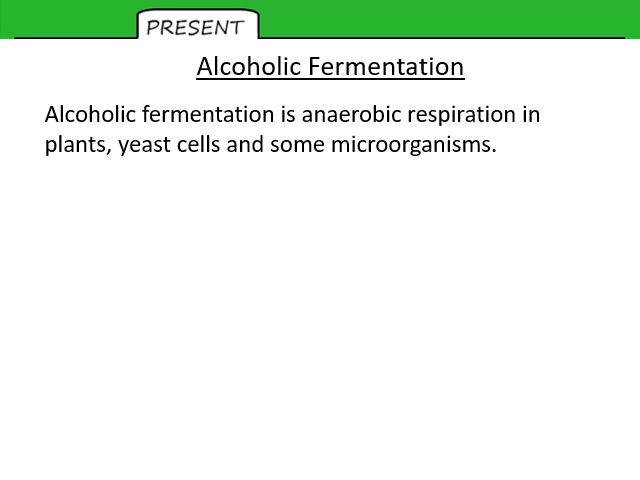 PRESENT
Alcoholic Fermentation
Alcoholic fermentation is anaerobic respiration in
plants, yeast cells and some microorganisms.